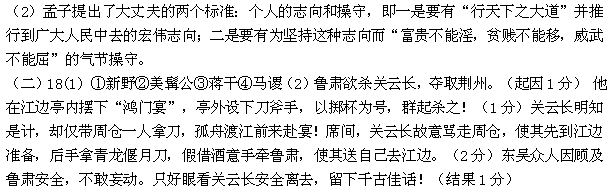 （2）孟子提出了大丈夫的两个标准：个人的志向和操守，即一是要有“行天下之大道”并推
行到广大人民中去的宏伟志向；二是要有为坚持这种志向而“富贵不能淫，贫贱不能移，威武
不能屈”的气节操守。
（二）18(1) ①新野②美髯公③蒋干④马谡（2）鲁肃欲杀关云长，夺取荆州。（起因1分） 他
在江边亭内摆下“鸿门宴”，亭外设下刀斧手，以掷杯为号，群起杀之！（1分）关云长明知
是计，却仅带周仓一人拿刀，孤舟渡江前来赴宴！席间，关云长故意骂走周仓，使其先到江边
准备，后手拿青龙偃月刀，假借酒意手牵鲁肃，使其送自己去江边。（2分）东吴众人因顾及
鲁肃安全，不敢妄动。只好眼看关云长安全离去，留下千古佳话！（结果1分）